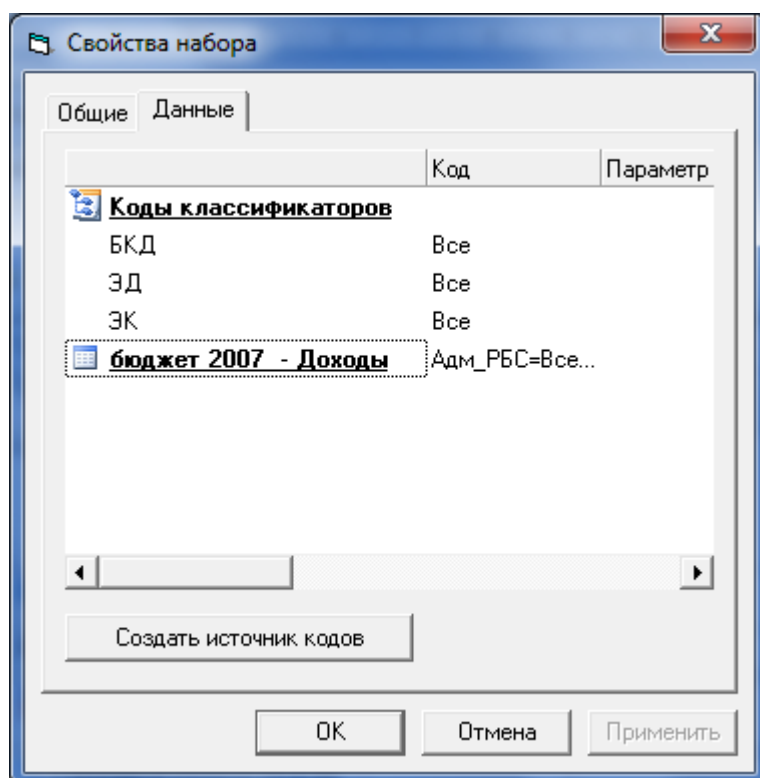 Свойства набора
Общие Данные
Код Параметр
Коды классификаторов
БКД Все
ЭД Все
ЭК Все
бюджет 2007 - Доходы Адм_РБС=Все...
Создать источник кодов
OK Отмена Применить